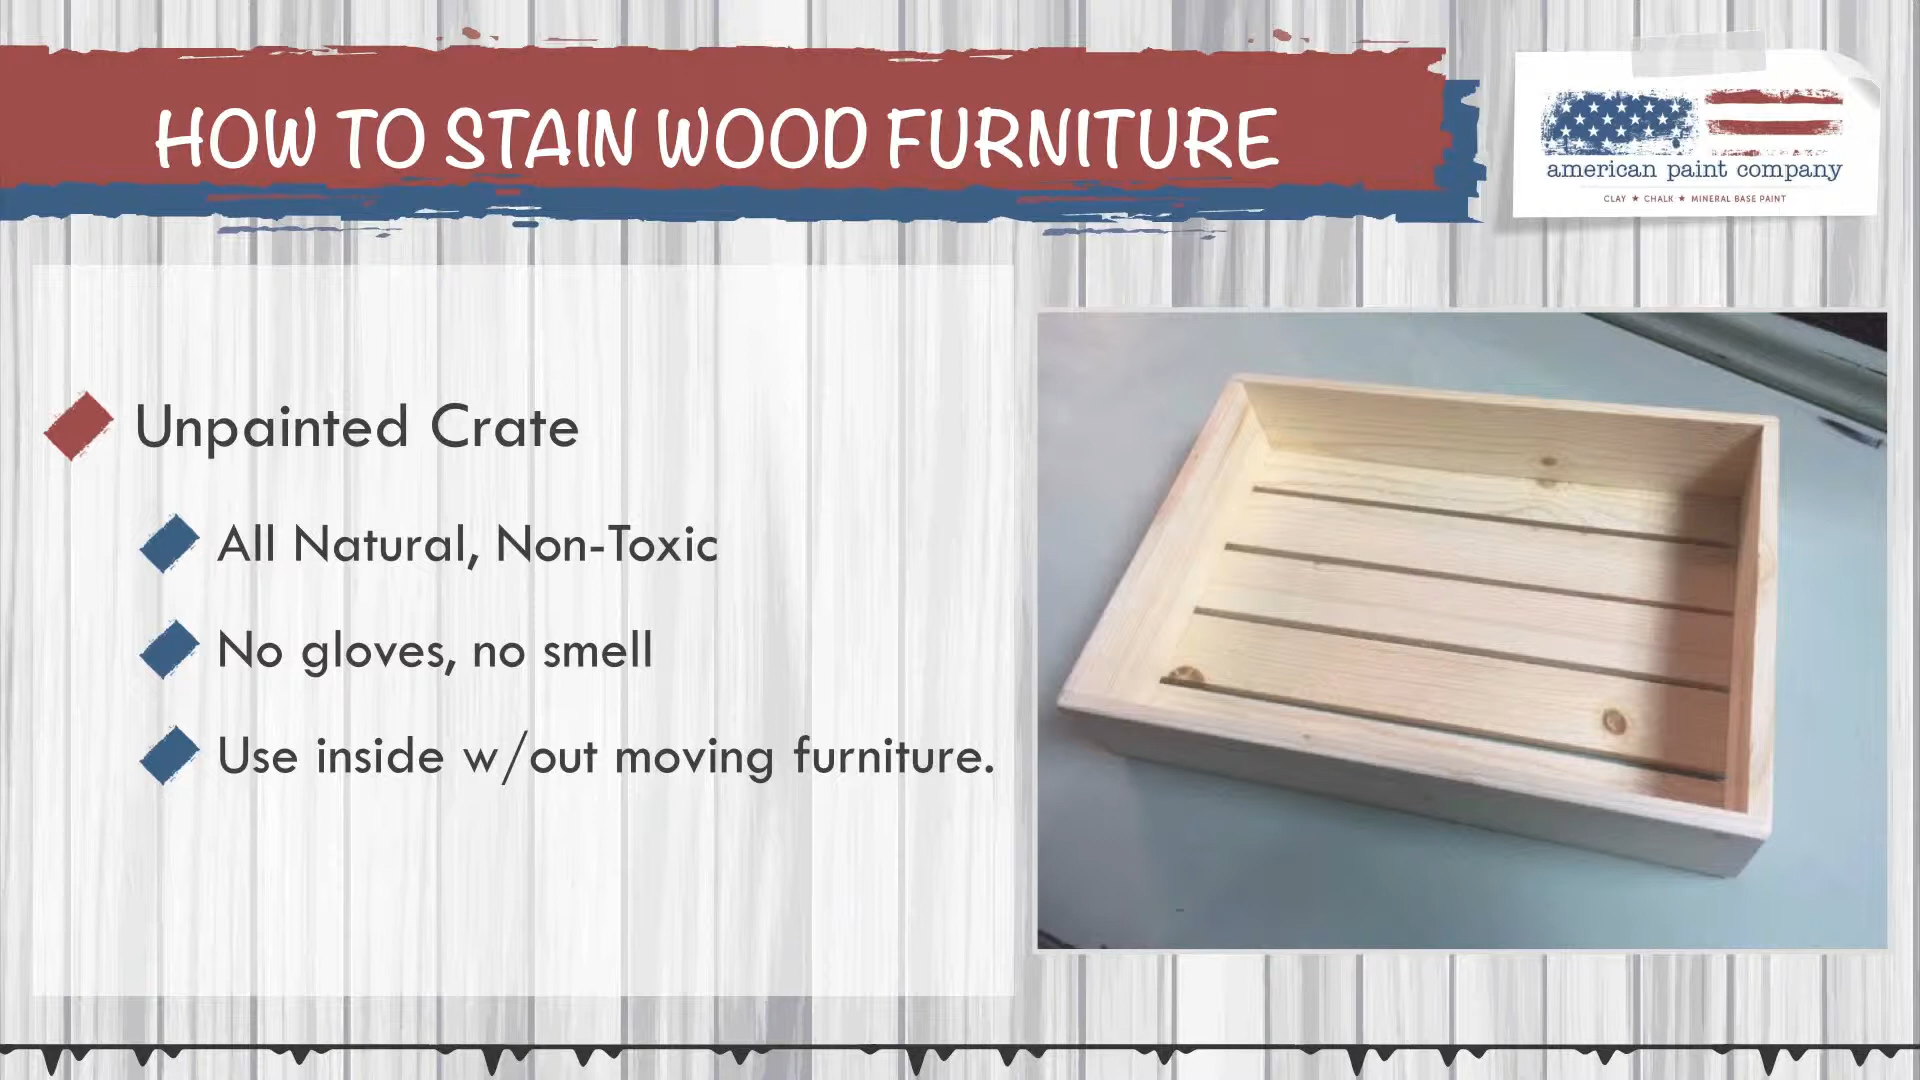 HOW TO STAIN WOOD FURNITURE
american paint company
CLAY ★ CHALK ★ MINERAL BASE PAINT
Unpainted Crate
All Natural, Non-Toxic
No gloves, no smell
Use inside w/out moving furniture.